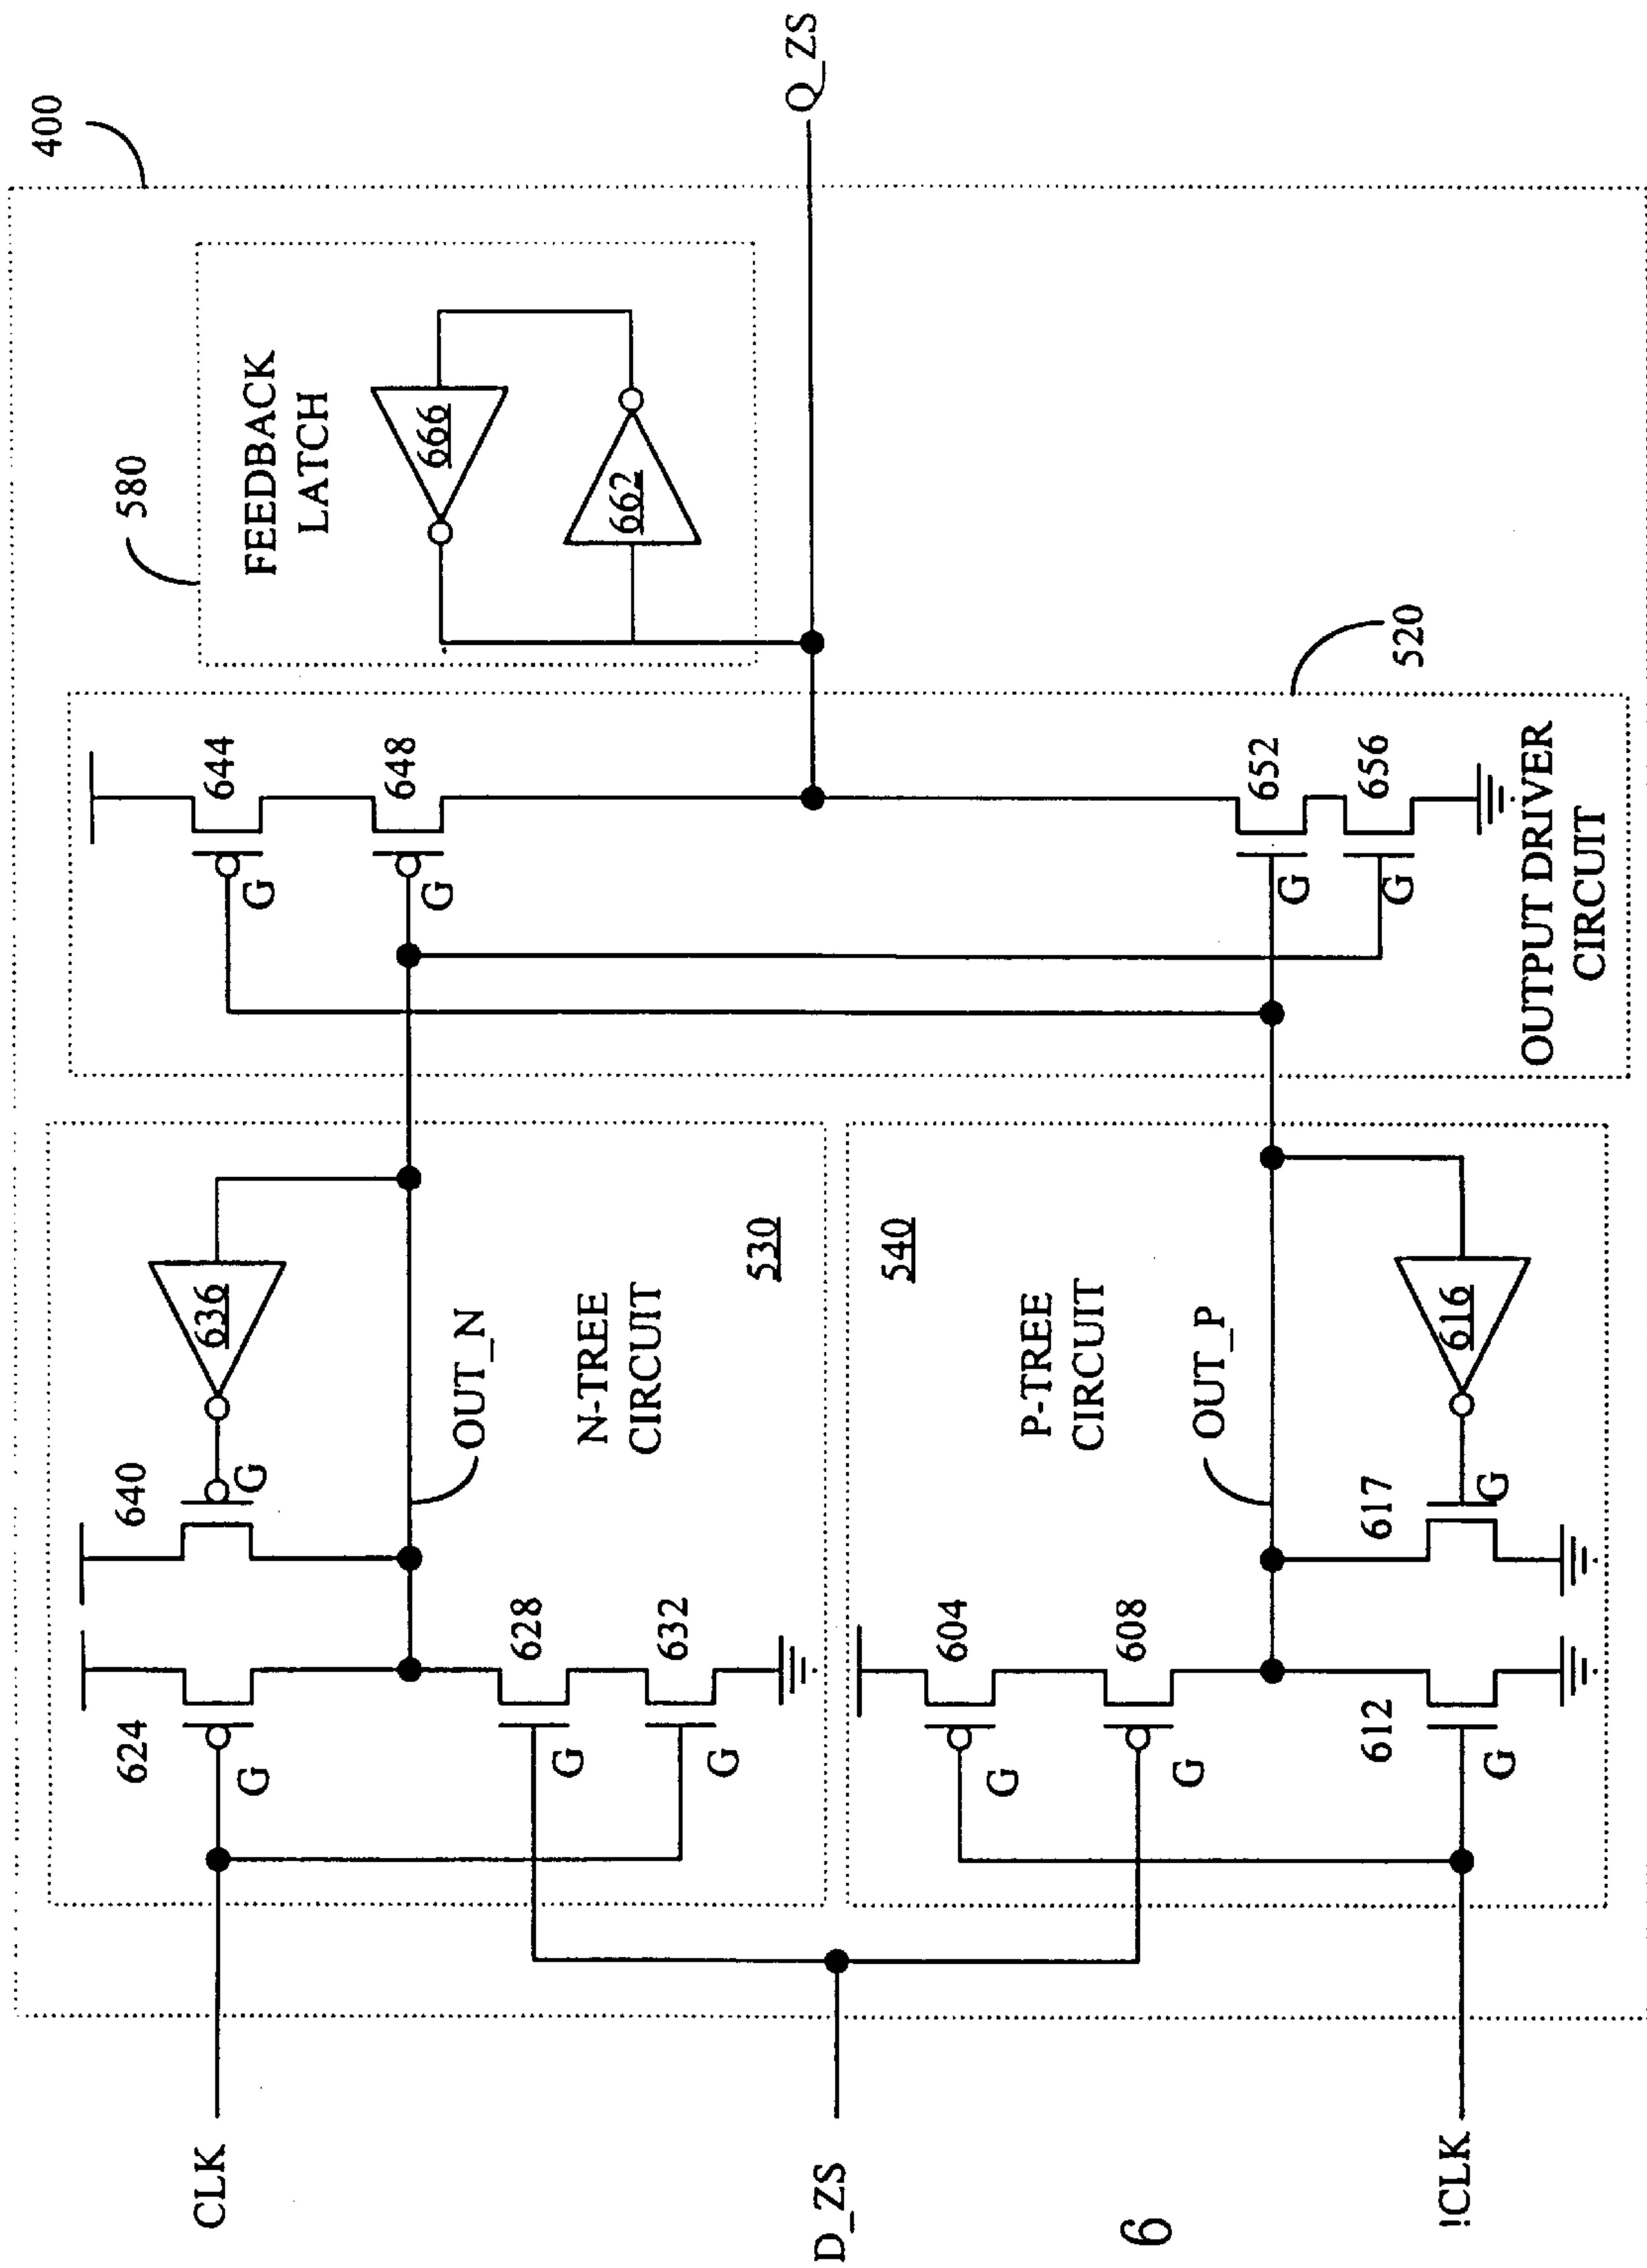 400
580
FEEDBACK
LATCH
666
662
Q_ZS
644
G
648
G
652
G
656
G
520
OUTPUT DRIVER
CIRCUIT
636
640
G
OUT_N
624
G
628
G
632
G
N-TREE
CIRCUIT
530
540
P-TREE
CIRCUIT
OUT_P
604
G
608
G
612
G
616
617
G
CLK
D_ZS
!CLK
6